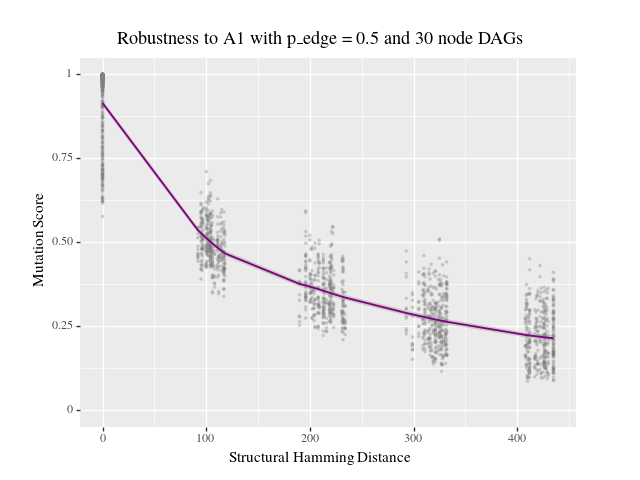 Robustness to A1 with p_edge = 0.5 and 30 node DAGs
1
0.75
0.50
0.25
0
Mutation Score
0 100 200 300 400
Structural Hamming Distance